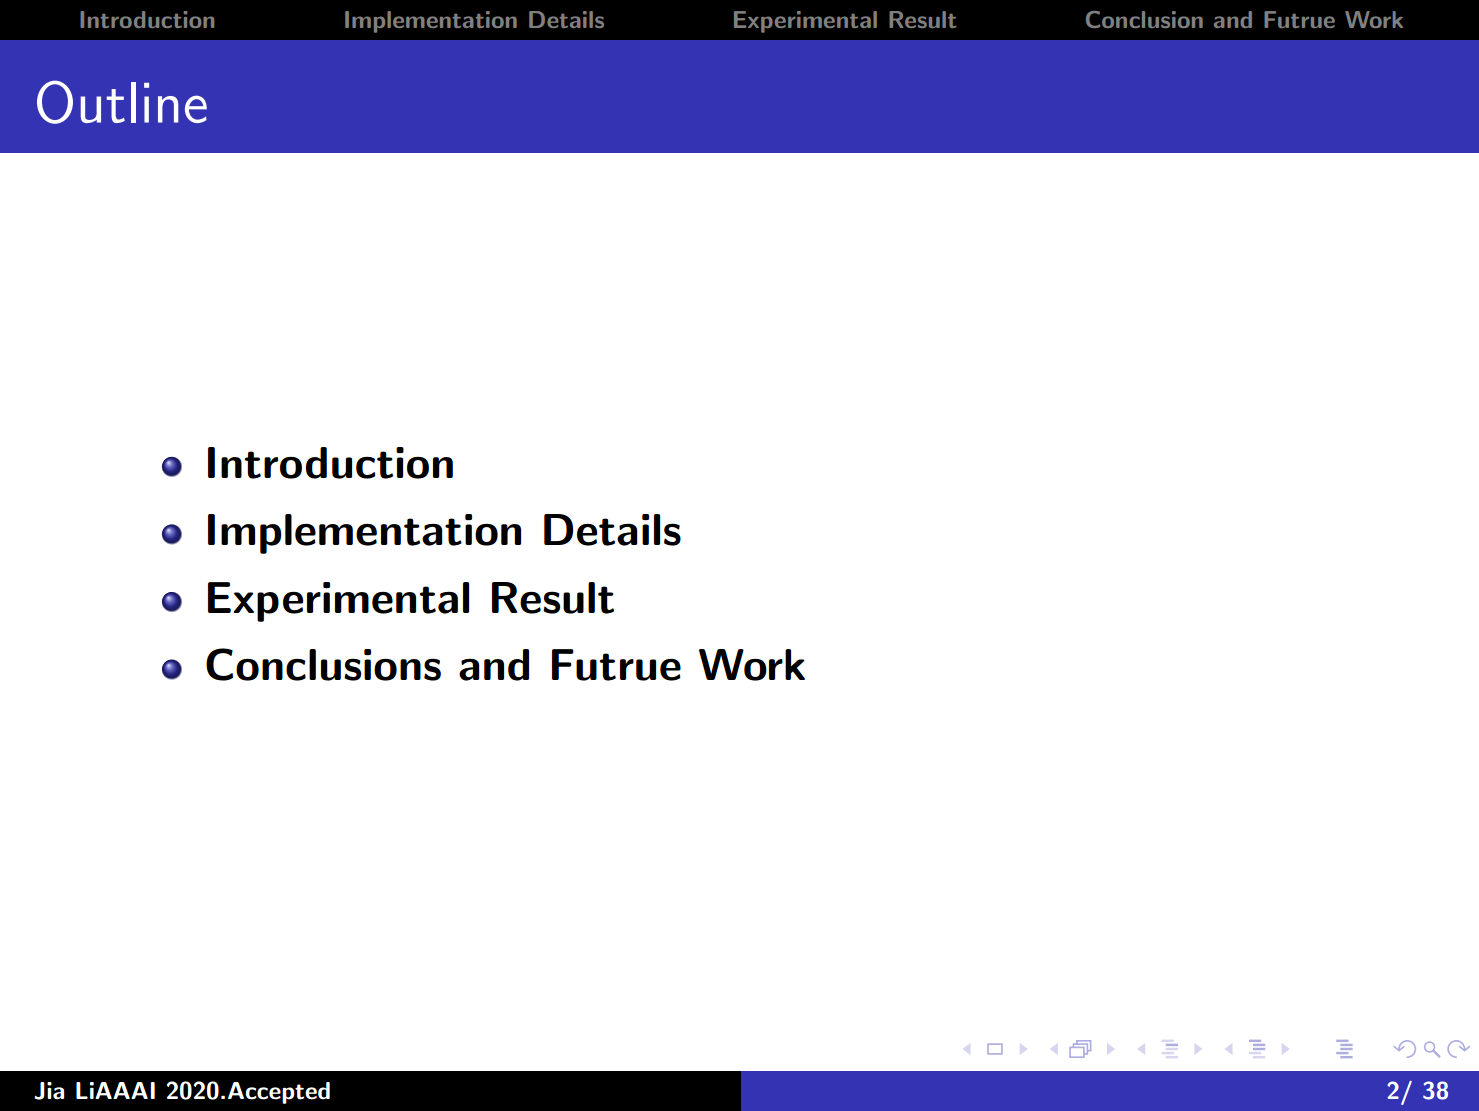 Introduction Implementation Details Experimental Result Conclusion and Futrue Work
Outline
Introduction
Implementation Details
Experimental Result
Conclusions and Futrue Work
Jia LiAAAI 2020.Accepted 2/ 38